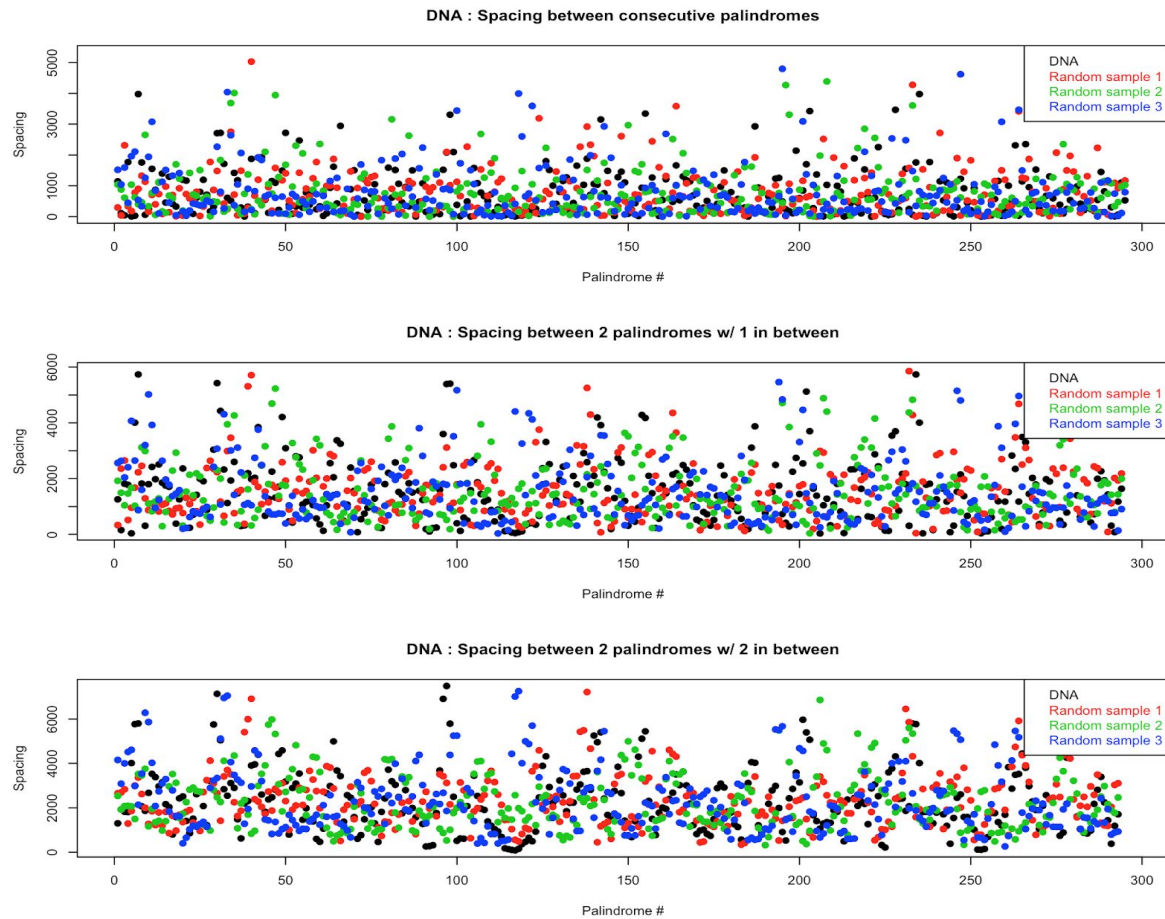 DNA : Spacing between consecutive palindromes
DNA
Random sample 1
Random sample 2
Random sample 3
Spacing
5000
3000
1000
0
0 50 100 150 200 250 300
Palindrome #
DNA : Spacing between 2 palindromes w/ 1 in between
DNA
Random sample 1
Random sample 2
Random sample 3
Spacing
6000
4000
2000
0
0 50 100 150 200 250 300
Palindrome #
DNA : Spacing between 2 palindromes w/ 2 in between
DNA
Random sample 1
Random sample 2
Random sample 3
Spacing
6000
4000
2000
0
0 50 100 150 200 250 300
Palindrome #